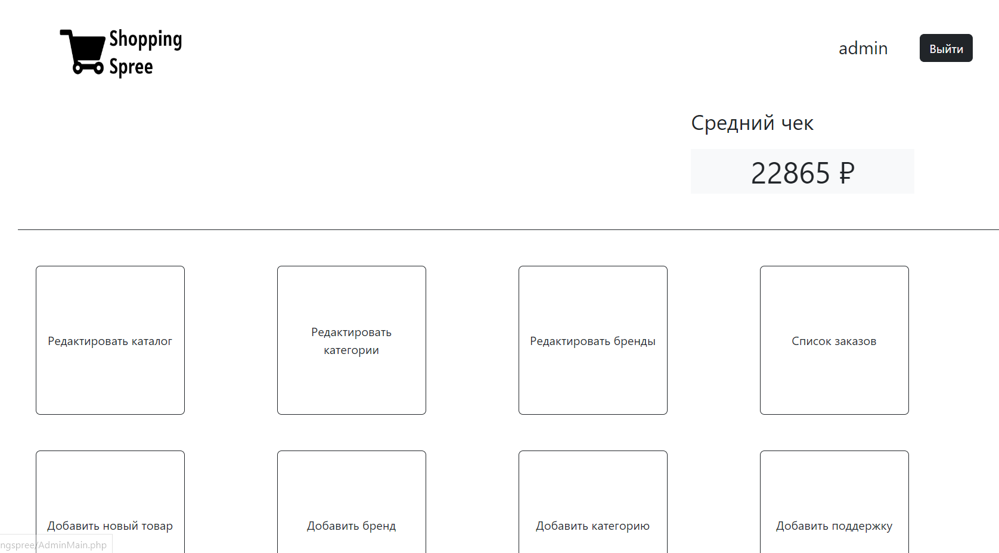 Shopping
Spree
admin
Выйти
Средний чек
22865 ₽
Редактировать каталог
Редактировать
категории
Редактировать бренды
Список заказов
Добавить новый товар
Добавить бренд
Добавить категорию
Добавить поддержку
ngspree/AdminMain.php